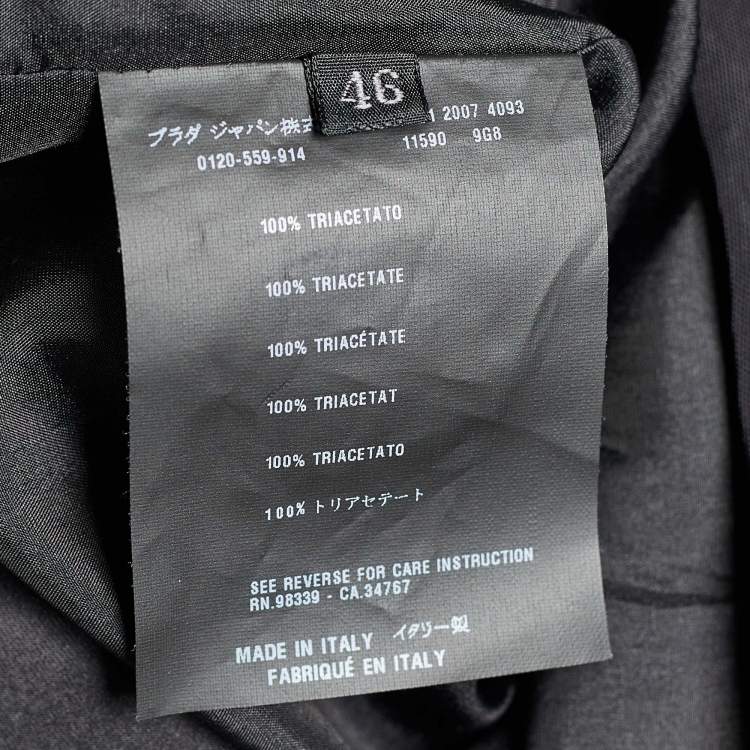 46
プラダ ジャパン株式
1 2007 4093
0120-559-914
11590 9G8
100% TRIACETATO
100% TRIACETATE
100% TRIACÉTATE
100% TRIACETAT
100% TRIACETATO
100% トリアセテート
SEE REVERSE FOR CARE INSTRUCTION
RN.98339 - CA.34767
MADE IN ITALY イタリー製
FABRIQUÉ EN ITALY